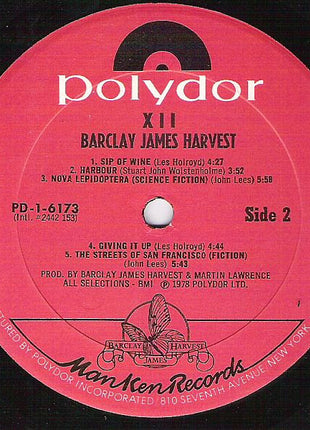 polydor
XII
BARCLAY JAMES HARVEST
1. SIP OF WINE (Les Holroyd) 4:27
2. HARBOUR (Stuart John Wolstenholme) 3:52
3. NOVA LEPIDOPTERA (SCIENCE FICTION) (John Lees) 5:58
PD-1-6173
(Intl. #2442 153)
Side 2
4. GIVING IT UP (Les Holroyd) 4:44
5. THE STREETS OF SAN FRANCISCO (FICTION)
(John Lees) 5:43
PROD. BY BARCLAY JAMES HARVEST & MARTIN LAWRENCE
ALL SELECTIONS - BMI. ℗ 1978 POLYDOR LTD.
BARCLAY JAMES HARVEST
ManKen Records
TURED BY POLYDOR INCORPORATED/810 SEVENTH AVENUE NEW YORK,